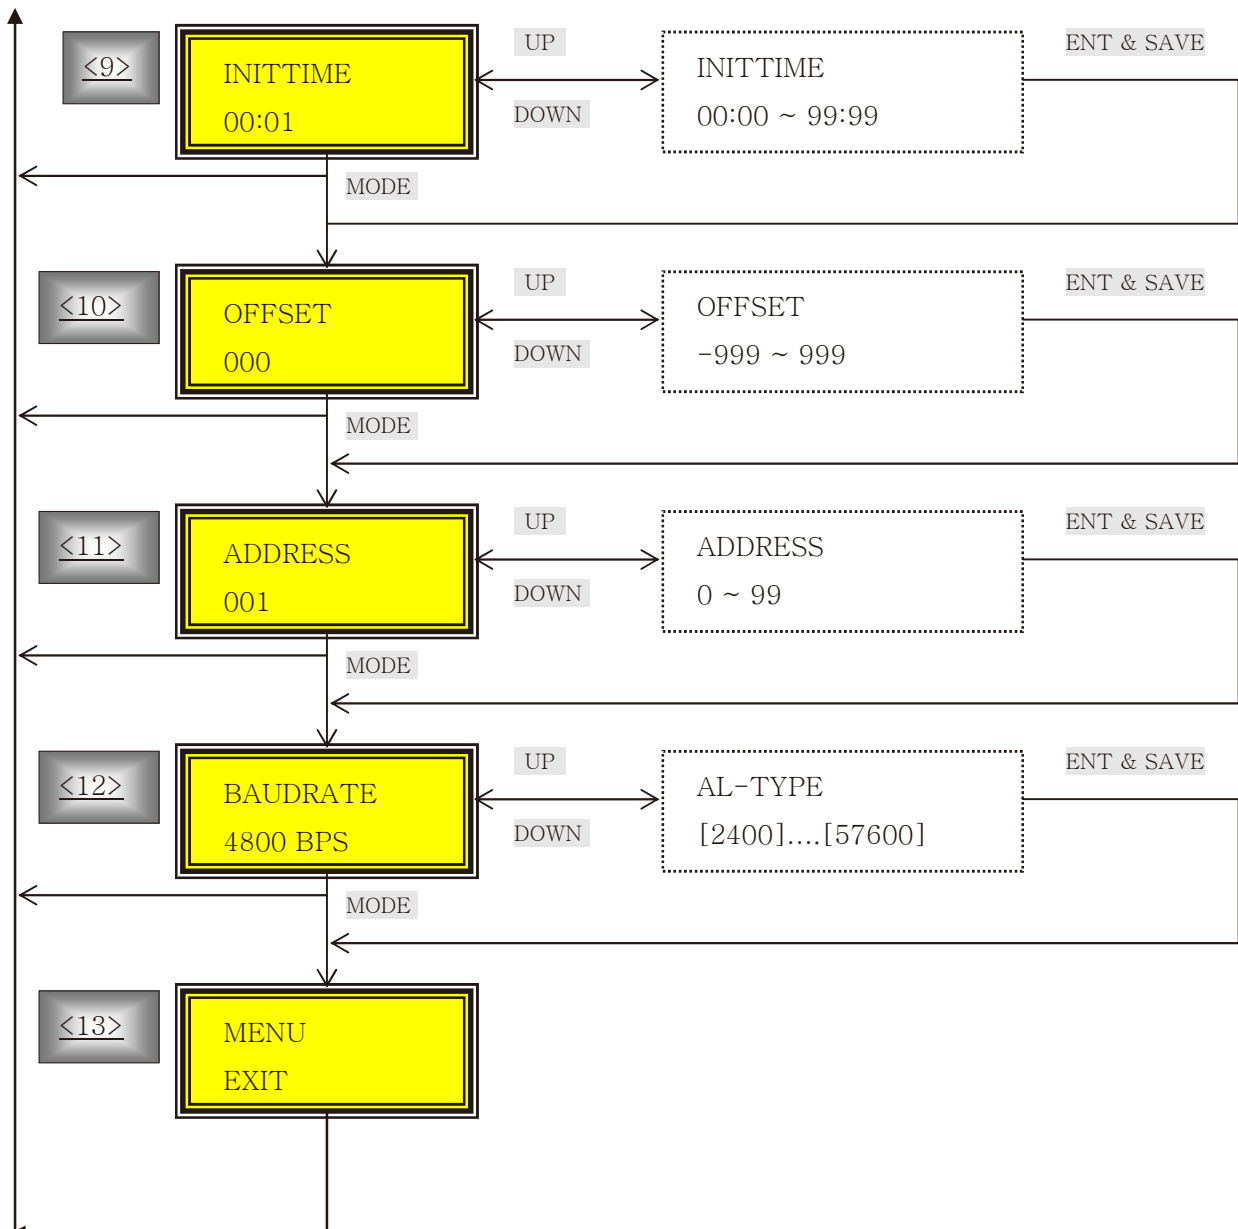 <9>
INITTIME
00:01
UP
DOWN
INITTIME
00:00 ~ 99:99
ENT & SAVE
MODE
<10>
OFFSET
000
UP
DOWN
OFFSET
-999 ~ 999
ENT & SAVE
MODE
<11>
ADDRESS
001
UP
DOWN
ADDRESS
0 ~ 99
ENT & SAVE
MODE
<12>
BAUDRATE
4800 BPS
UP
DOWN
AL-TYPE
[2400]....[57600]
ENT & SAVE
MODE
<13>
MENU
EXIT